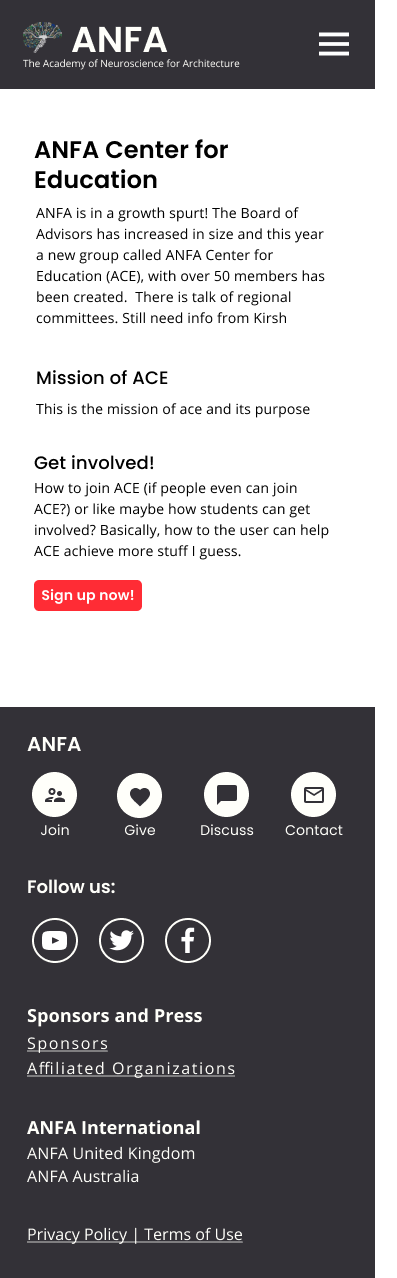 ANFA
The Academy of Neuroscience for Architecture
ANFA Center for
Education
ANFA is in a growth spurt! The Board of
Advisors has increased in size and this year
a new group called ANFA Center for
Education (ACE), with over 50 members has
been created.  There is talk of regional
committees. Still need info from Kirsh
Mission of ACE
This is the mission of ace and its purpose
Get involved!
How to join ACE (if people even can join
ACE?) or like maybe how students can get
involved? Basically, how to the user can help
ACE achieve more stuff I guess.
Sign up now!
ANFA
Join Give Discuss Contact
Follow us:
Sponsors and Press
Sponsors
Affiliated Organizations
ANFA International
ANFA United Kingdom
ANFA Australia
Privacy Policy | Terms of Use